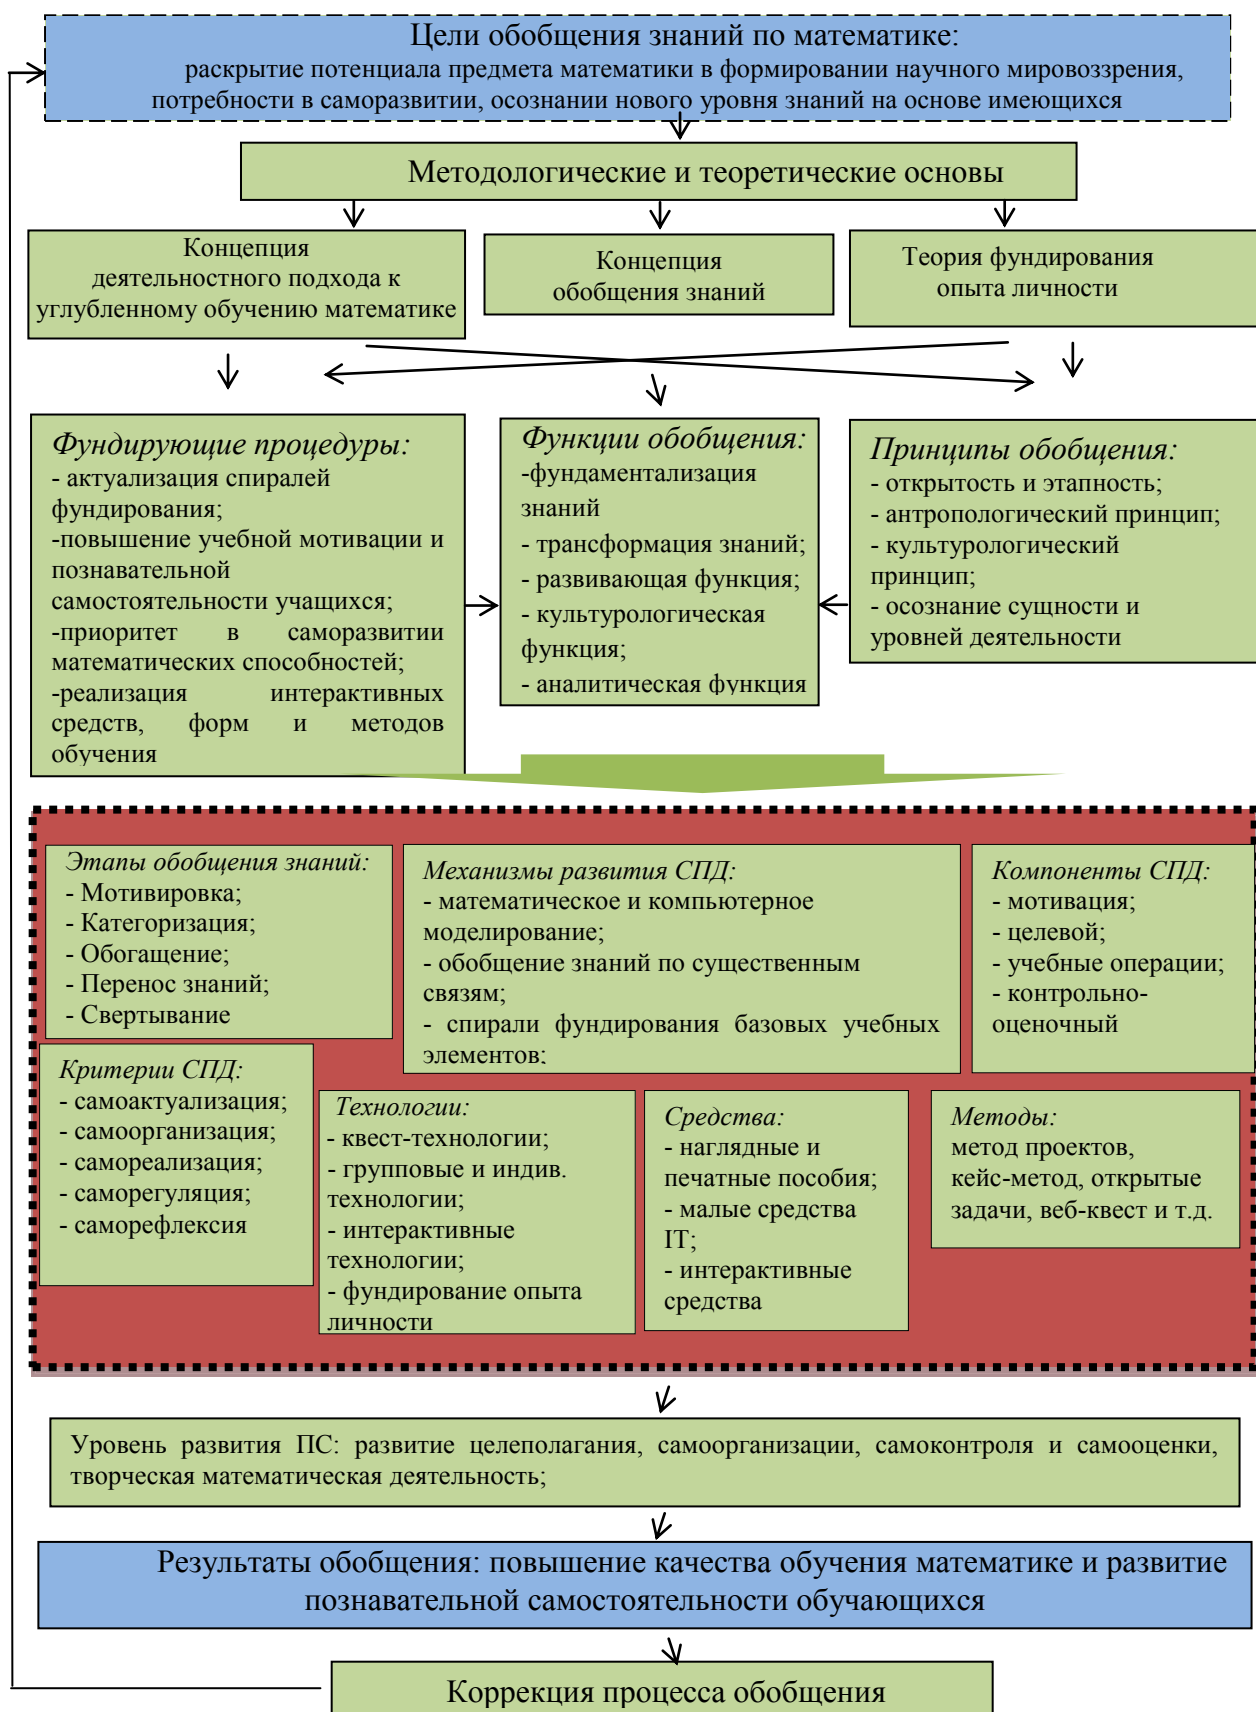 Цели обобщения знаний по математике:
раскрытие потенциала предмета математики в формировании научного мировоззрения,
потребности в саморазвитии, осознании нового уровня знаний на основе имеющихся
Методологические и теоретические основы
Концепция
деятельностного подхода к
углубленному обучению математике
Концепция
обобщения знаний
Теория фундирования
опыта личности
Фундирующие процедуры:
- актуализация спиралей
фундирования;
-повышение учебной мотивации и
познавательной
самостоятельности учащихся;
-приоритет в саморазвитии
математических способностей;
-реализация интерактивных
средств, форм и методов
обучения
Функции обобщения:
-фундаментализация
знаний
- трансформация знаний;
- развивающая функция;
- культурологическая
функция;
- аналитическая функция
Принципы обобщения:
- открытость и этапность;
- антропологический принцип;
- культурологический
принцип;
- осознание сущности и
уровней деятельности
Этапы обобщения знаний:
- Мотивировка;
- Категоризация;
- Обогащение;
- Перенос знаний;
- Свертывание
Механизмы развития СПД:
- математическое и компьютерное
моделирование;
- обобщение знаний по существенным
связям;
- спирали фундирования базовых учебных
элементов;
Компоненты СПД:
- мотивация;
- целевой;
- учебные операции;
- контрольно-
оценочный
Критерии СПД:
- самоактуализация;
- самоорганизация;
- самореализация;
- саморегуляция;
- саморефлексия
Технологии:
- квест-технологии;
- групповые и индив.
технологии;
- интерактивные
технологии;
- фундирование опыта
личности
Средства:
- наглядные и
печатные пособия;
- малые средства
IT;
- интерактивные
средства
Методы:
метод проектов,
кейс-метод, открытые
задачи, веб-квест и т.д.
Уровень развития ПС: развитие целеполагания, самоорганизации, самоконтроля и самооценки,
творческая математическая деятельность;
Результаты обобщения: повышение качества обучения математике и развитие
познавательной самостоятельности обучающихся
Коррекция процесса обобщения